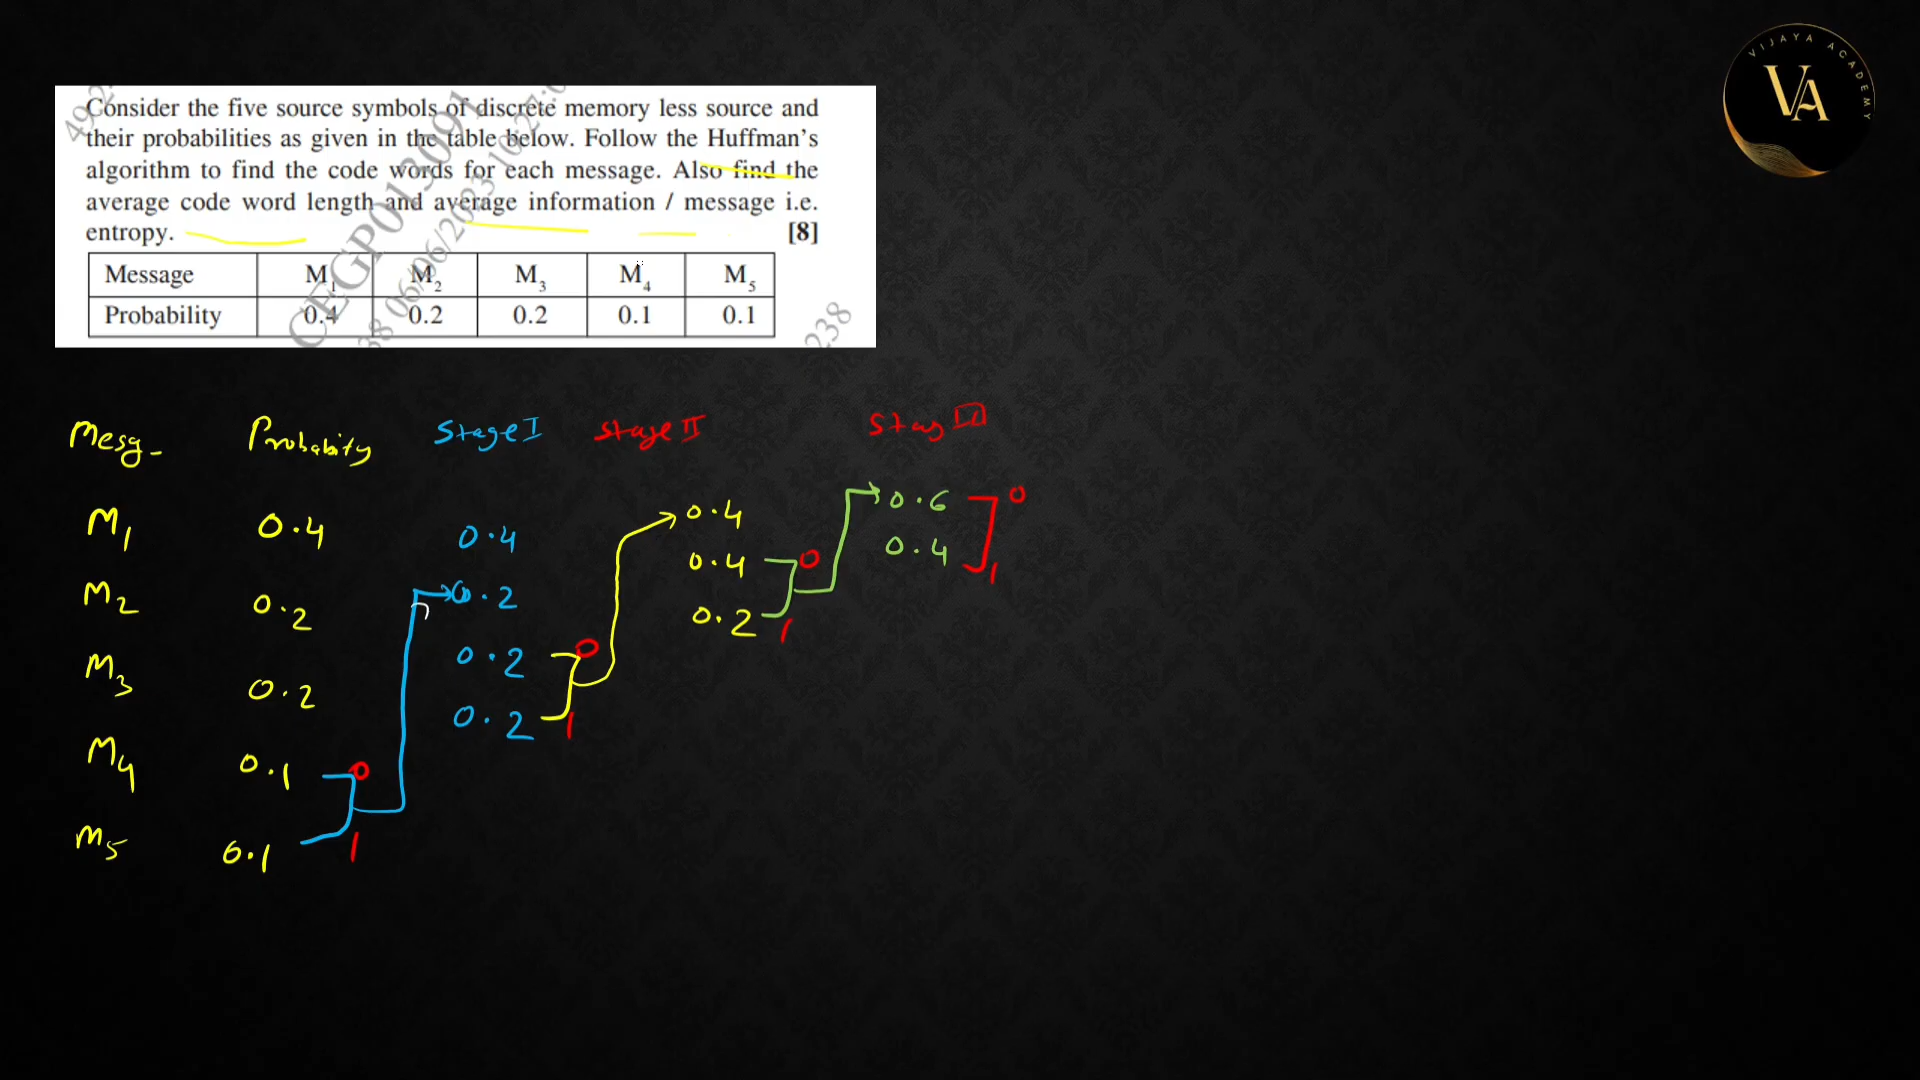 VIJAYA ACADEMY
VA
Consider the five source symbols of discrete memory less source and
their probabilities as given in the table below. Follow the Huffman's
algorithm to find the code words for each message. Also find the
average code word length and average information / message i.e.
entropy. [8]
Message M1 M2 M3 M4 M5
Probability 0.4 0.2 0.2 0.1 0.1
CEGP013091
238
Mesg- Probabity Stage I Stage II Stag III
M1 0.4 0.4 0.4 0.6 0
M2 0.2 0.2 0.4 0 0.4 1
M3 0.2 0.2 0 0.2 1
M4 0.1 0 0.2 1
M5 0.1 1